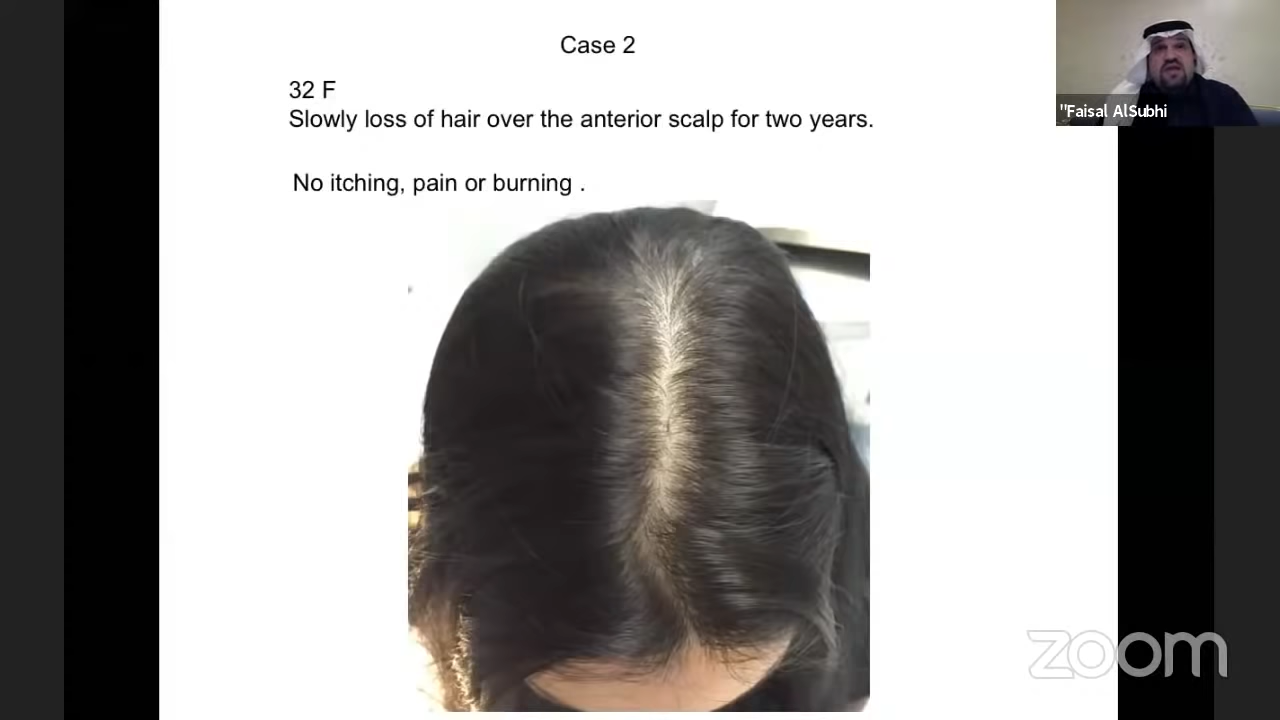 Case 2
"Faisal AlSubhi
32 F
Slowly loss of hair over the anterior scalp for two years.
No itching, pain or burning .
zoom